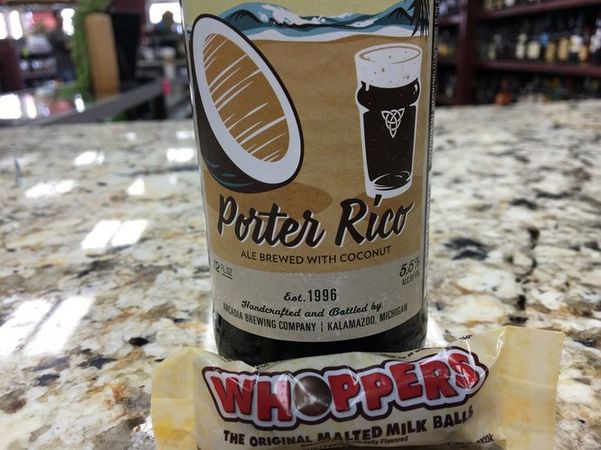 Porter Rico
ALE BREWED WITH COCONUT
12 FL OZ
5.5%
ALC BY VOL
Est. 1996
Handcrafted and Bottled by
ARCADIA BREWING COMPANY | KALAMAZOO, MICHIGAN
WHOPPERS
THE ORIGINAL MALTED MILK BALLS
Flavored